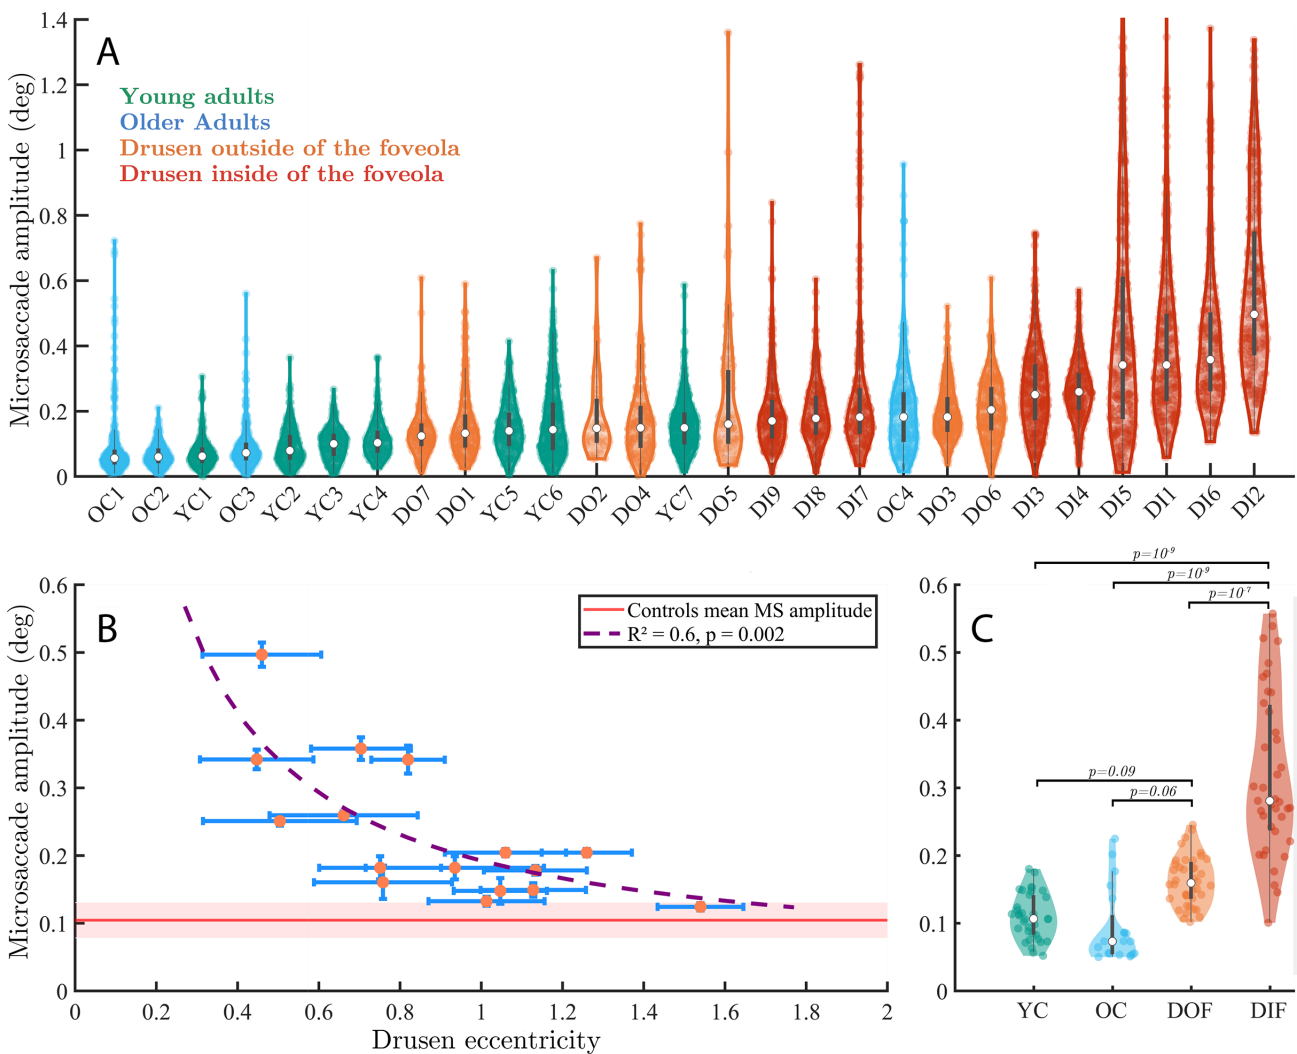 A
Young adults
Older Adults
Drusen outside of the foveola
Drusen inside of the foveola
Microsaccade amplitude (deg)
1.4
1.2
1
0.8
0.6
0.4
0.2
0
OC1 OC2 YC1 OC3 YC2 YC3 YC4 DO7 DO1 YC5 YC6 DO2 DO4 YC7 DO5 DI9 DI8 DI7 OC4 DO3 DO6 DI3 DI4 DI5 DI1 DI6 DI2
B
Controls mean MS amplitude
R² = 0.6, p = 0.002
Microsaccade amplitude (deg)
0.6
0.5
0.4
0.3
0.2
0.1
0
0 0.2 0.4 0.6 0.8 1 1.2 1.4 1.6 1.8 2
Drusen eccentricity
p=10⁻⁹
p=10⁻⁹
p=10⁻⁷
C
p=0.09
p=0.06
0.6
0.5
0.4
0.3
0.2
0.1
0
YC OC DOF DIF